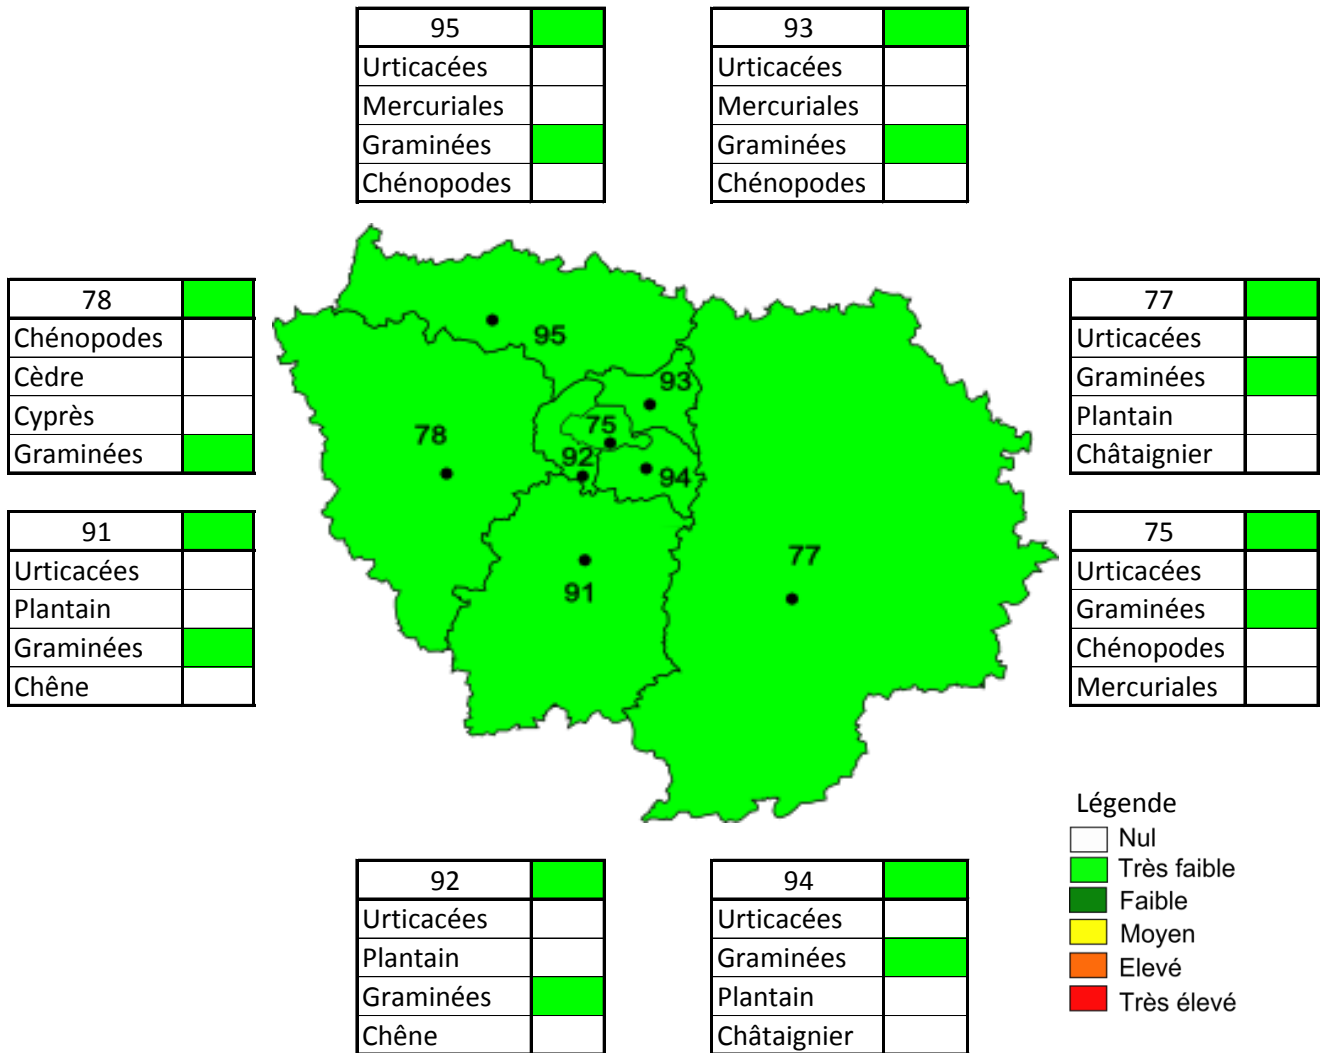 95
Urticacées
Mercuriales
Graminées
Chénopodes
93
Urticacées
Mercuriales
Graminées
Chénopodes
78
Chénopodes
Cèdre
Cyprès
Graminées
91
Urticacées
Plantain
Graminées
Chêne
95
93
75
78
92
94
77
91
77
Urticacées
Graminées
Plantain
Châtaignier
75
Urticacées
Graminées
Chénopodes
Mercuriales
92
Urticacées
Plantain
Graminées
Chêne
94
Urticacées
Graminées
Plantain
Châtaignier
Légende
Nul
Très faible
Faible
Moyen
Elevé
Très élevé